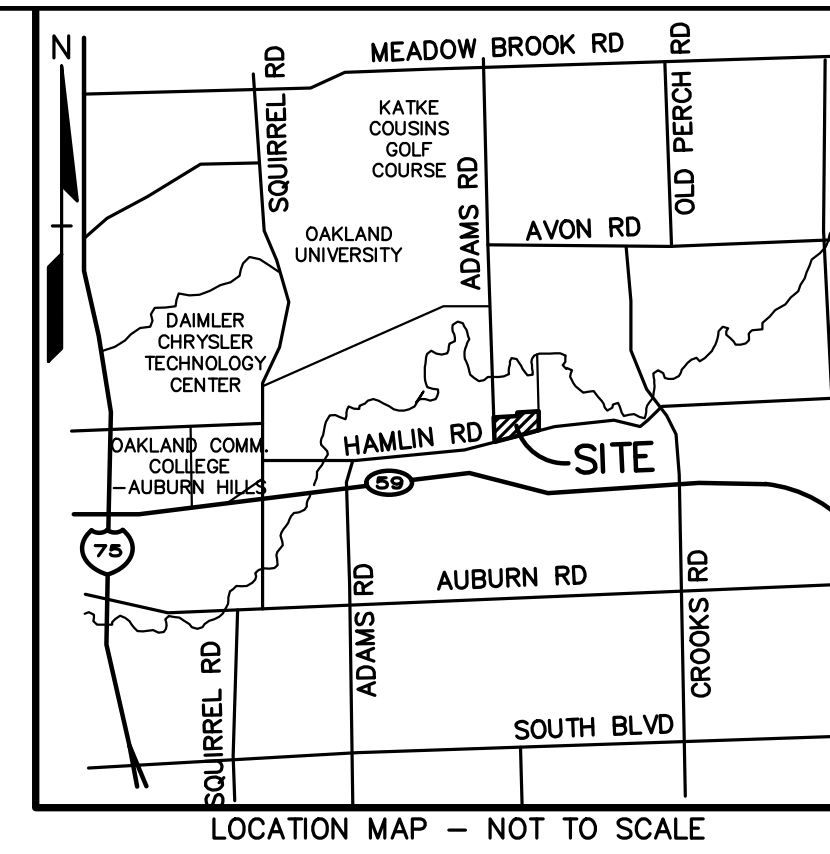 N
MEADOW BROOK RD
SQUIRREL RD
OLD PERCH RD
KATKE
COUSINS
GOLF
COURSE
ADAMS RD
AVON RD
OAKLAND
UNIVERSITY
DAIMLER
CHRYSLER
TECHNOLOGY
CENTER
OAKLAND COMM.
COLLEGE
-AUBURN HILLS
HAMLIN RD
SITE
59
75
AUBURN RD
ADAMS RD
CROOKS RD
SQUIRREL RD
SOUTH BLVD
LOCATION MAP - NOT TO SCALE